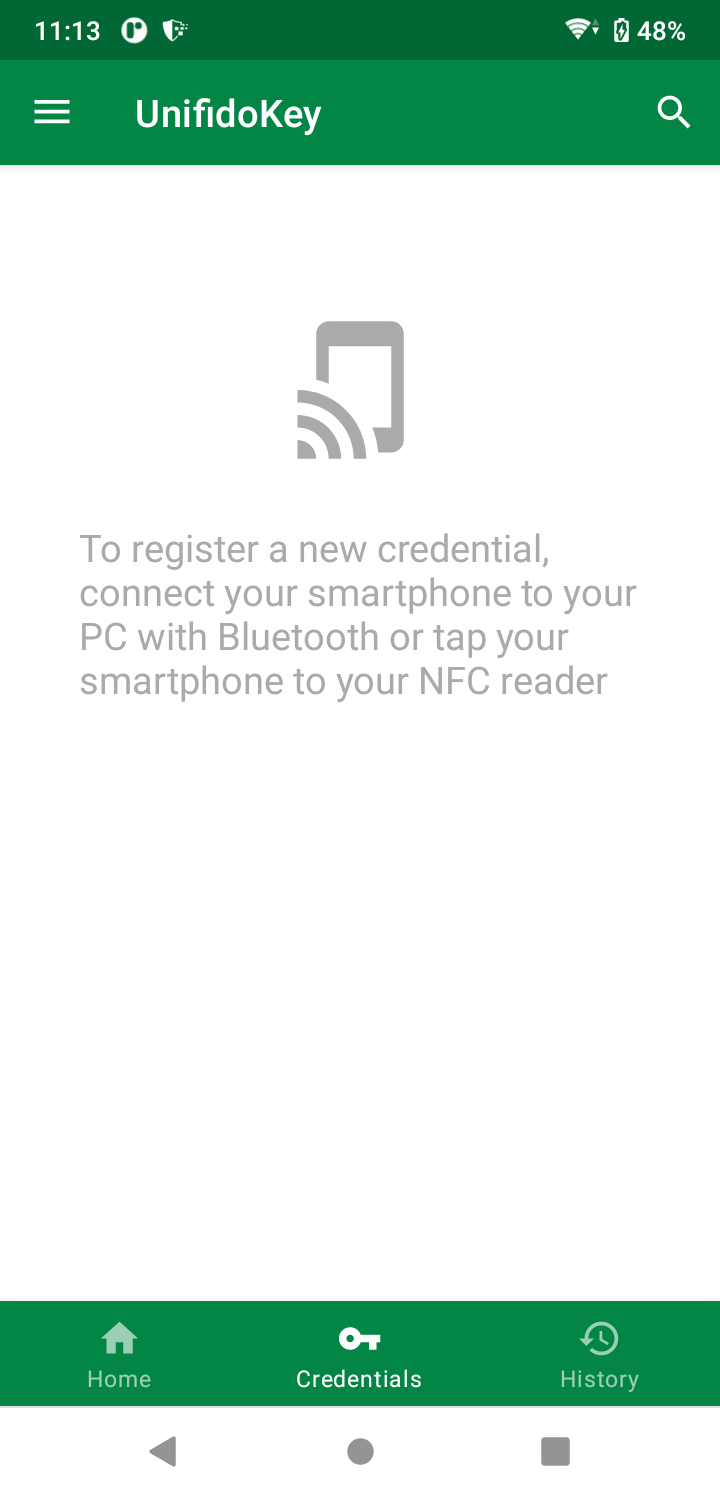 11:13
48%
UnifidoKey
To register a new credential,
connect your smartphone to your
PC with Bluetooth or tap your
smartphone to your NFC reader
Home
Credentials
History